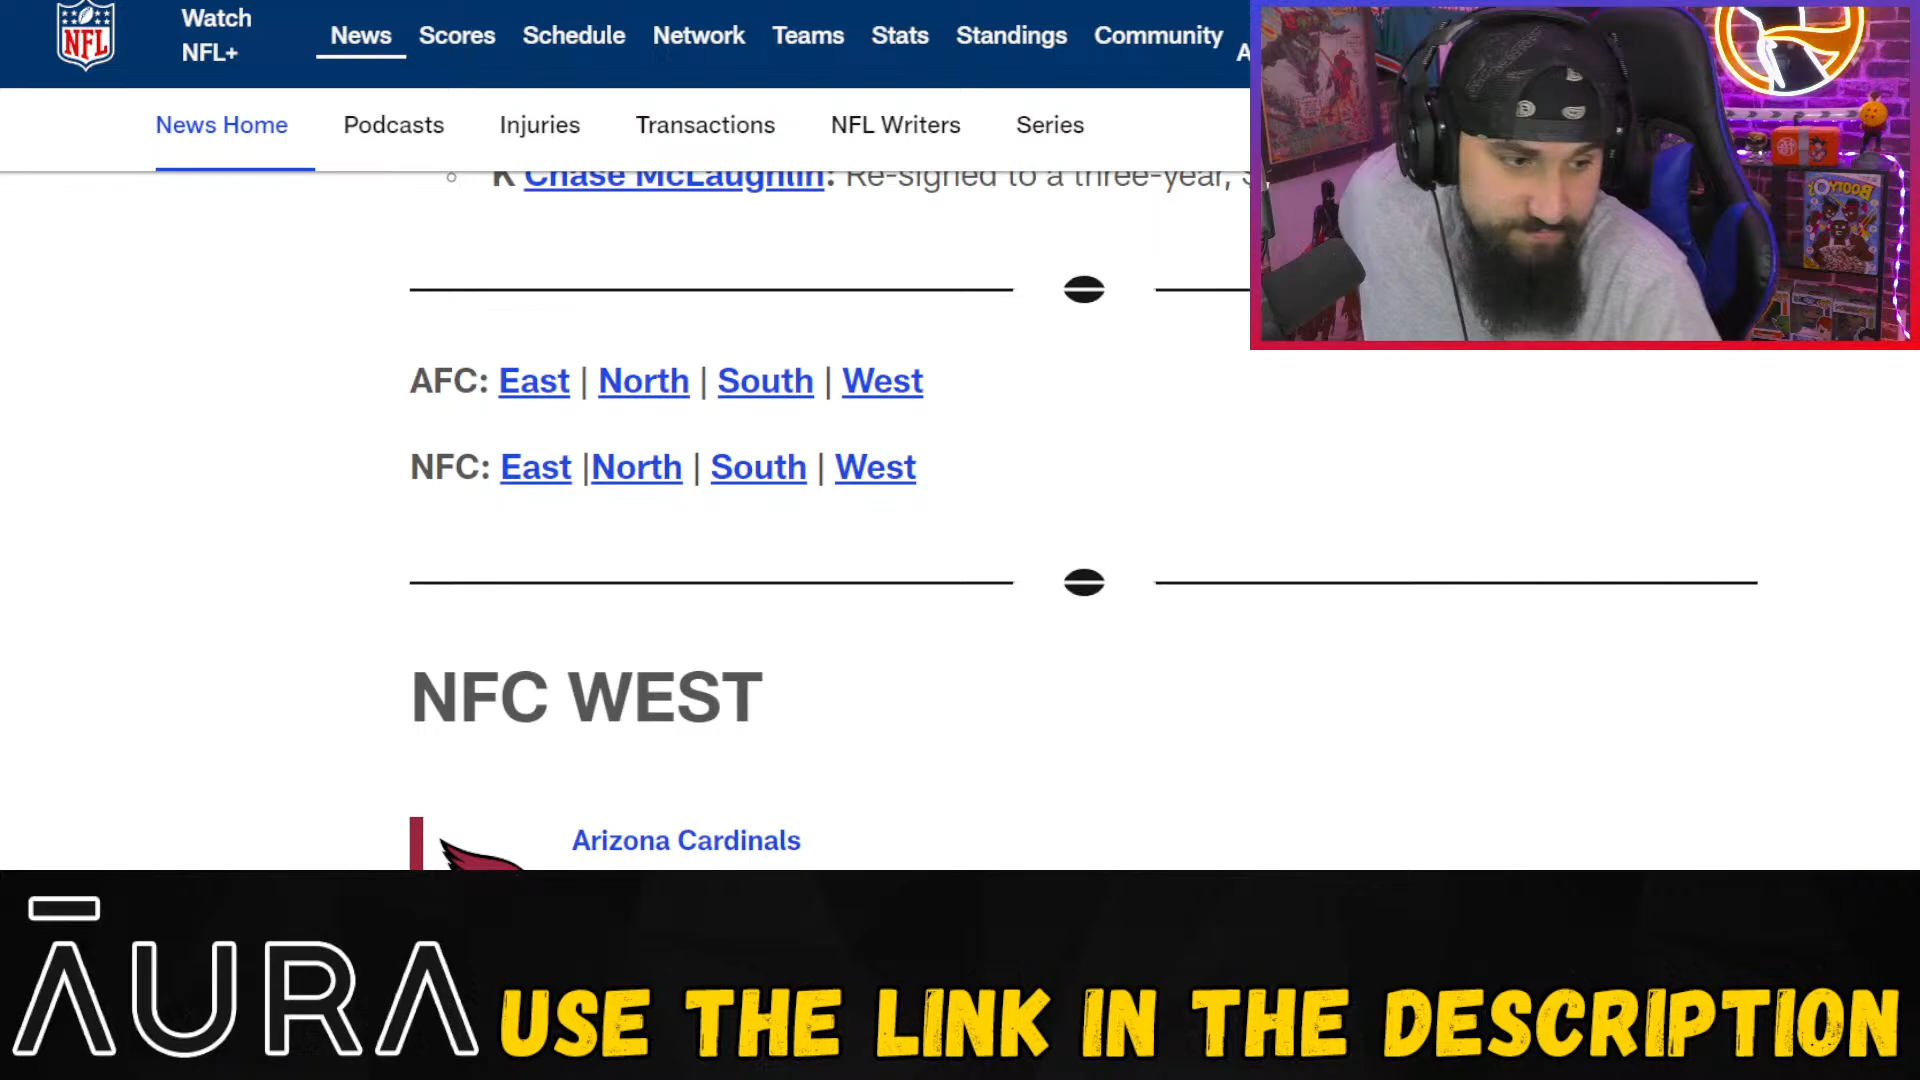 NFL
Watch
NFL+
News Scores Schedule Network Teams Stats Standings Community
A
News Home Podcasts Injuries Transactions NFL Writers Series
K Chase McLaughlin: Re-signed to a three-year,
AFC: East | North | South | West
NFC: East |North | South | West
NFC WEST
Arizona Cardinals
ĀURA USE THE LINK IN THE DESCRIPTION